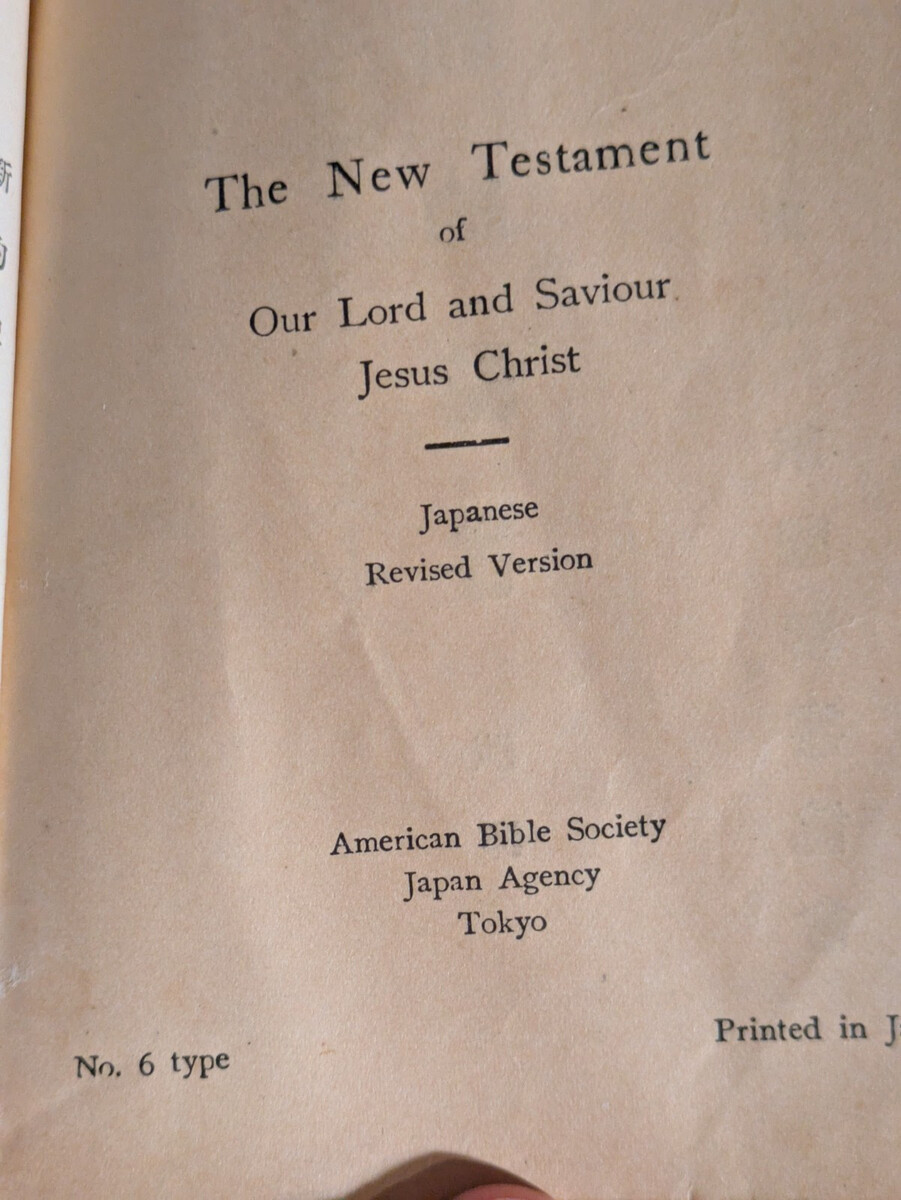 The New Testament
of
Our Lord and Saviour
Jesus Christ
Japanese
Revised Version
American Bible Society
Japan Agency
Tokyo
No. 6 type
Printed in